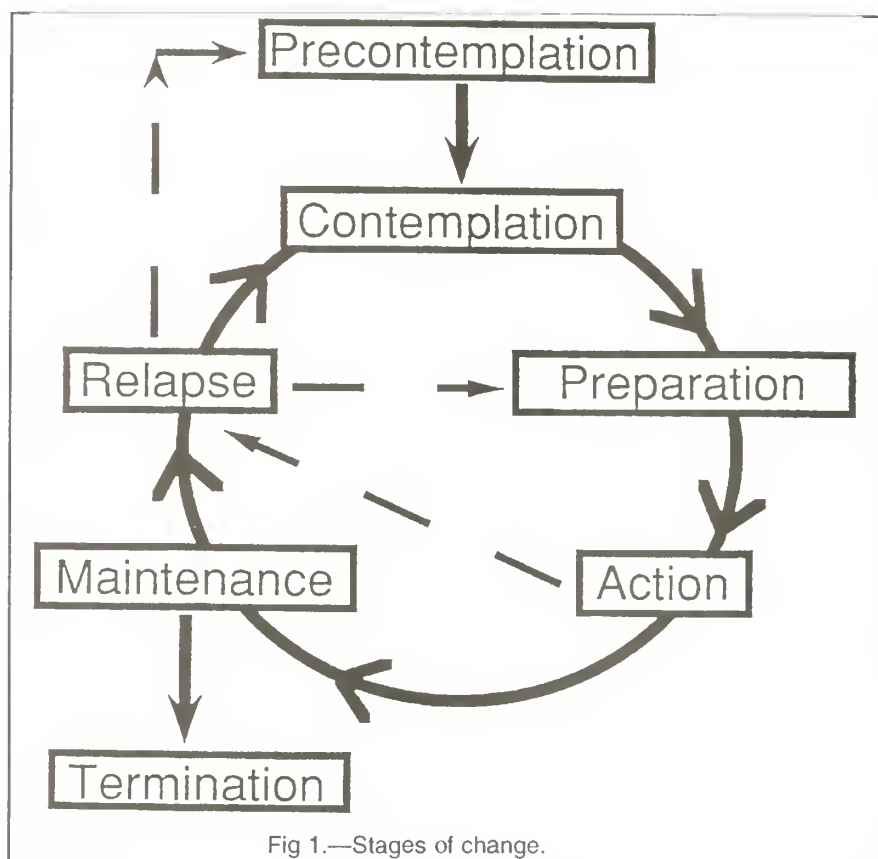 Precontemplation
Contemplation
Relapse
Preparation
Maintenance
Action
Termination
Fig 1.—Stages of change.